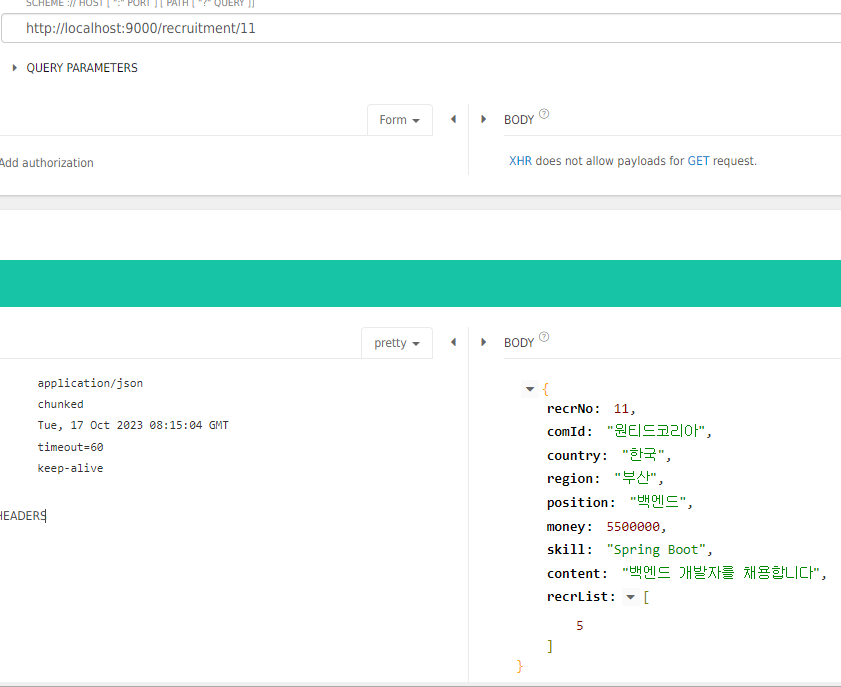 SCHEME :// HOST [ ":" PORT ] [ PATH [ "?" QUERY ]]
http://localhost:9000/recruitment/11
QUERY PARAMETERS
Form
BODY ?
Add authorization
XHR does not allow payloads for GET request.
pretty
BODY ?
application/json
chunked
Tue, 17 Oct 2023 08:15:04 GMT
timeout=60
keep-alive
HEADERS
{
recrNo: 11,
comId: "원티드코리아",
country: "한국",
region: "부산",
position: "백엔드",
money: 5500000,
skill: "Spring Boot",
content: "백엔드 개발자를 채용합니다",
recrList: [
5
]
}